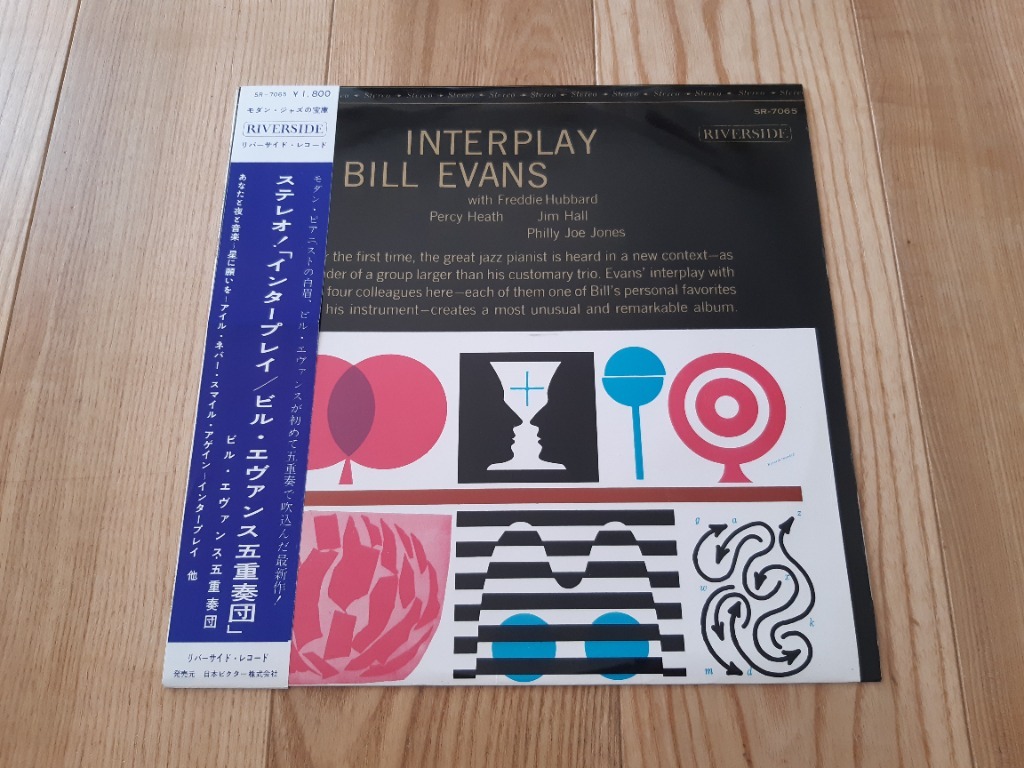 SR-7065 ¥1,800
モダン・ジャズの宝庫
RIVERSIDE
リバーサイド・レコード
モダン・ピアニストの白眉、ビル・エヴァンスが初めて五重奏で吹込んだ最新作!
ステレオ!「インタープレイ/ビル・エヴァンス五重奏団」
ビル・エヴァンス五重奏団
あなたと夜と音楽−星に願いを−アイル・ネバー・スマイル・アゲイン−インタープレイ 他
リバーサイド・レコード
発売元 日本ビクター株式会社
Stereo Stereo Stereo Stereo Stereo Stereo Stereo Stereo Stereo Stereo
SR-7065
RIVERSIDE
INTERPLAY
BILL EVANS
with Freddie Hubbard
Percy Heath Jim Hall
Philly Joe Jones
the first time, the great jazz pianist is heard in a new context—as
der of a group larger than his customary trio. Evans' interplay with
four colleagues here—each of them one of Bill's personal favorites
his instrument—creates a most unusual and remarkable album.
g a z
w x
k
m d